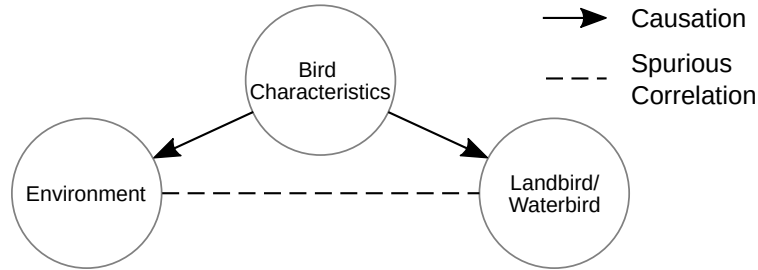 Bird
Characteristics
Environment
Landbird/
Waterbird
Causation
Spurious
Correlation